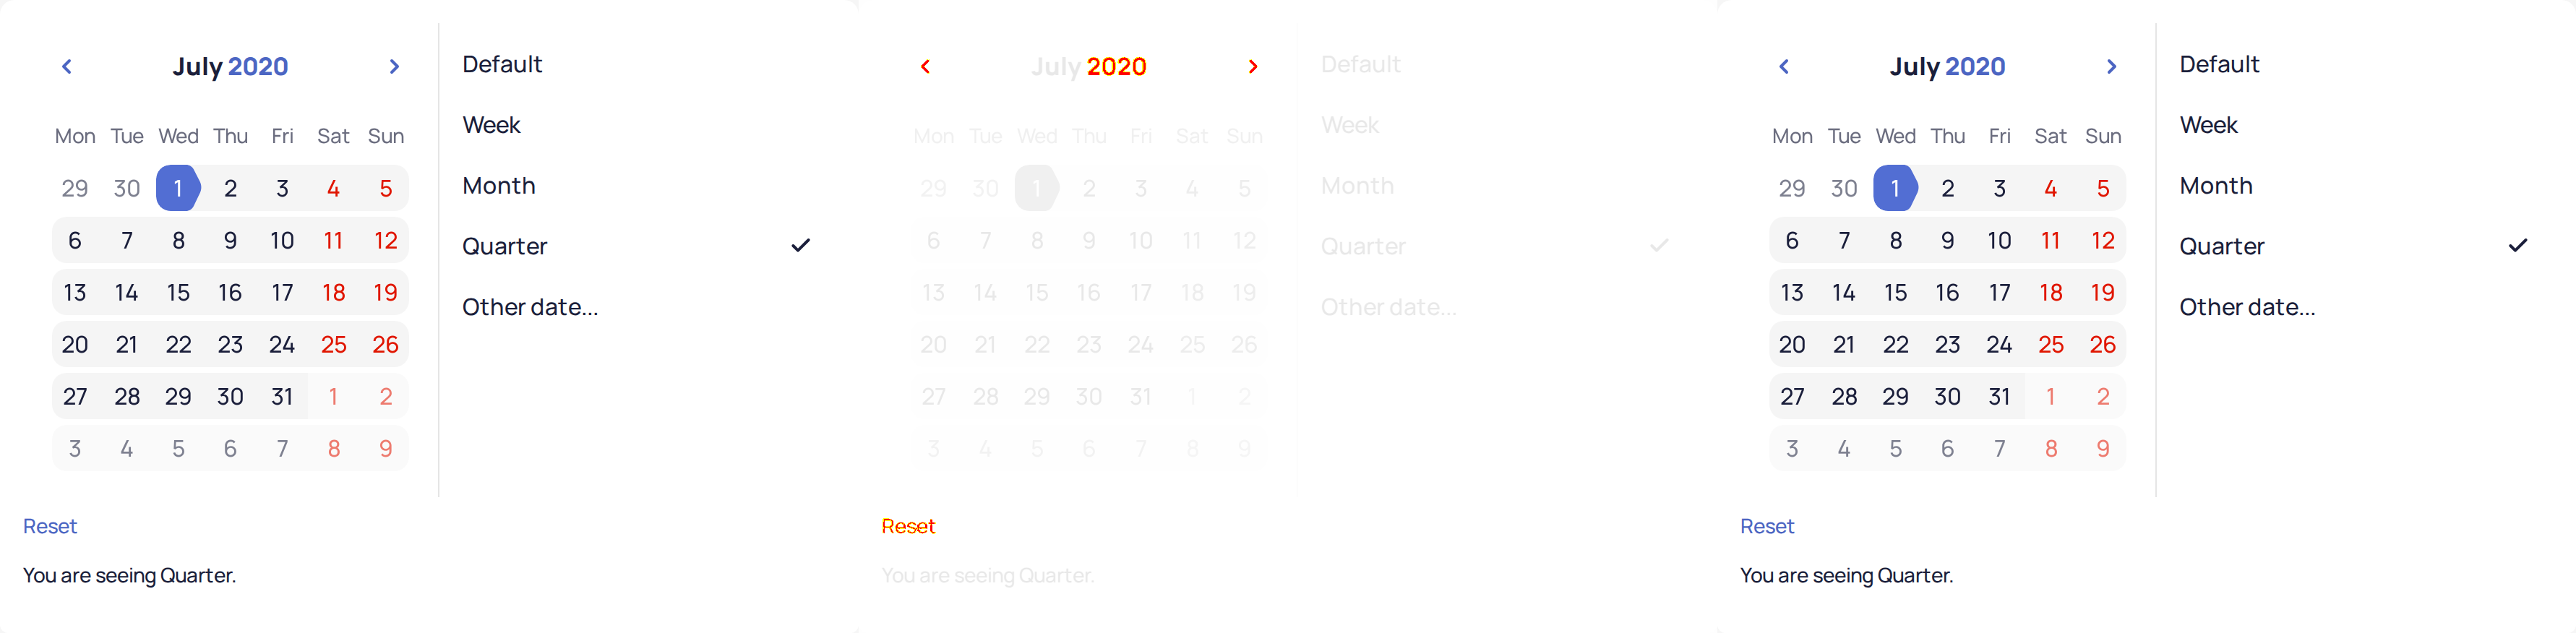 July 2020
Mon Tue Wed Thu Fri Sat Sun
29 30 1 2 3 4 5
6 7 8 9 10 11 12
13 14 15 16 17 18 19
20 21 22 23 24 25 26
27 28 29 30 31 1 2
3 4 5 6 7 8 9
Default
Week
Month
Quarter
Other date...
Reset
You are seeing Quarter.
July 2020
Mon Tue Wed Thu Fri Sat Sun
29 30 1 2 3 4 5
6 7 8 9 10 11 12
13 14 15 16 17 18 19
20 21 22 23 24 25 26
27 28 29 30 31 1 2
3 4 5 6 7 8 9
Default
Week
Month
Quarter
Other date...
Reset
You are seeing Quarter.
July 2020
Mon Tue Wed Thu Fri Sat Sun
29 30 1 2 3 4 5
6 7 8 9 10 11 12
13 14 15 16 17 18 19
20 21 22 23 24 25 26
27 28 29 30 31 1 2
3 4 5 6 7 8 9
Default
Week
Month
Quarter
Other date...
Reset
You are seeing Quarter.